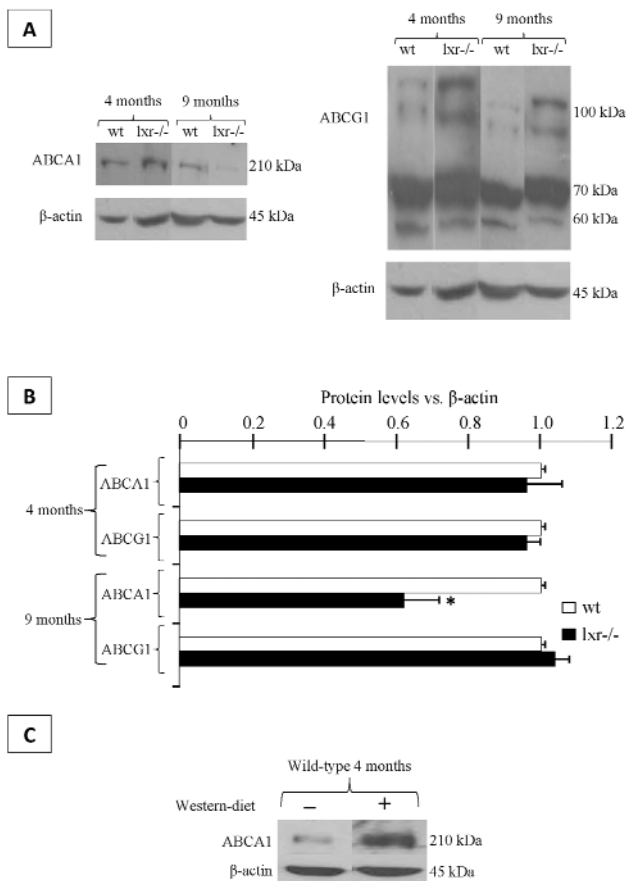 A
4 months 9 months
wt lxr-/- wt lxr-/-
ABCA1 210 kDa
β-actin 45 kDa
4 months 9 months
wt lxr-/- wt lxr-/-
ABCG1 100 kDa
70 kDa
60 kDa
β-actin 45 kDa
B
Protein levels vs. β-actin
0 0.2 0.4 0.6 0.8 1.0 1.2
4 months
ABCA1
ABCG1
9 months
ABCA1
*
ABCG1
wt
lxr-/-
C
Wild-type 4 months
Western-diet – +
ABCA1 210 kDa
β-actin 45 kDa